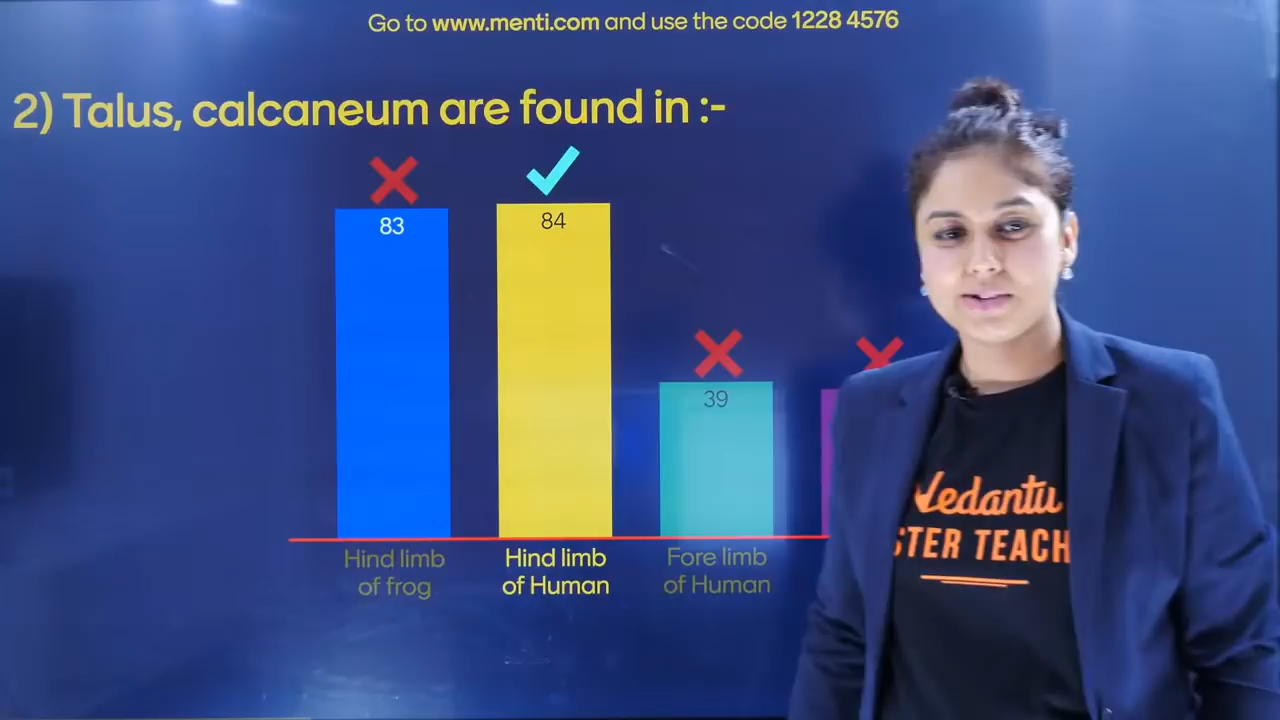 Go to www.menti.com and use the code 1228 4576
2) Talus, calcaneum are found in :-
83
84
39
Hind limb
of frog
Hind limb
of Human
Fore limb
of Human
Vedantu
STER TEACH